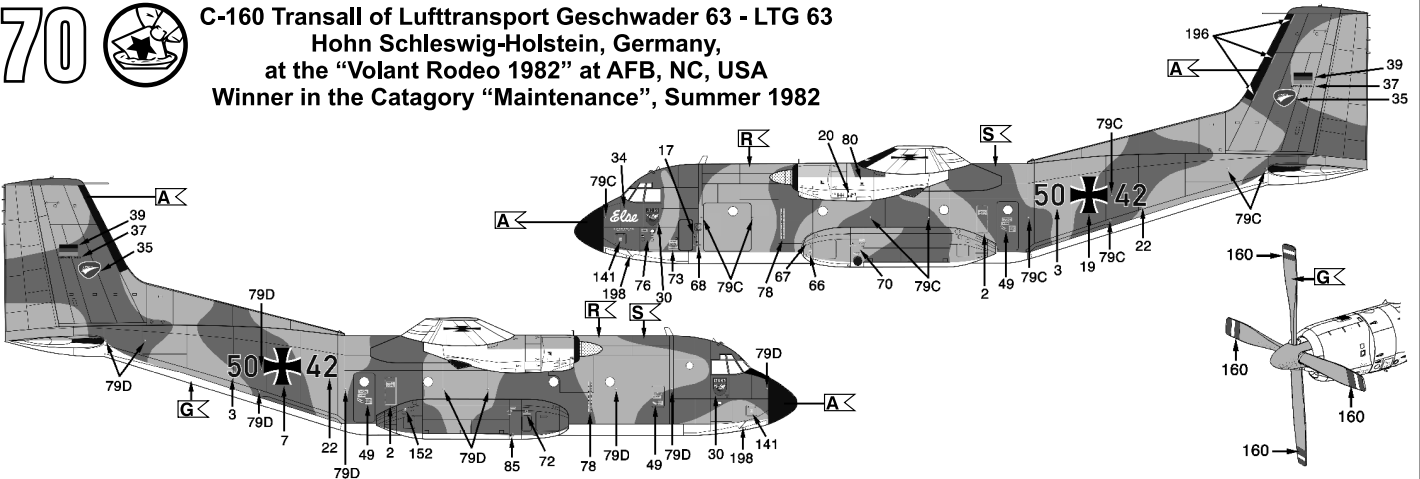 70
C-160 Transall of Lufttransport Geschwader 63 - LTG 63
Hohn Schleswig-Holstein, Germany,
at the “Volant Rodeo 1982” at AFB, NC, USA
Winner in the Catagory “Maintenance”, Summer 1982
196
A
39
37
35
79C
S
R
20
80
17
34
79C
Else
A
50 42
79C
141
198
76
30
73
68
79C
78
67
66
70
79C
2
49
79C
3
19
79C
22
160
G
160
160
160
A
39
37
35
79D
R
S
79D
50 42
A
79D
G
3
79D
7
22
79D
49
2
152
79D
85
72
78
79D
49
79D
30
198
141